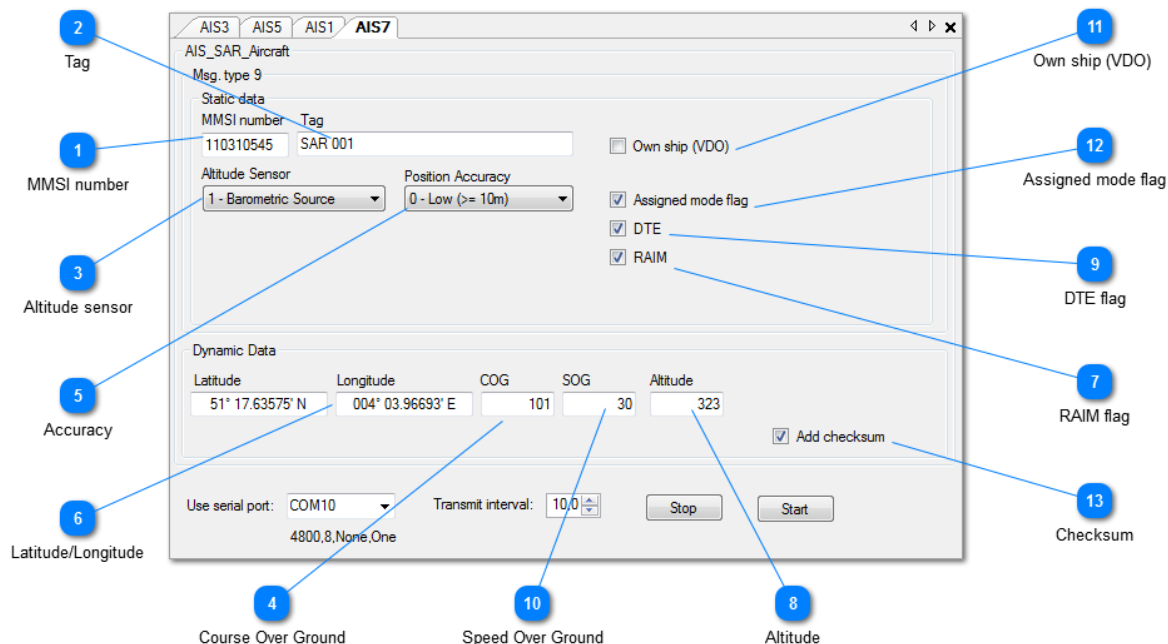 2
Tag
11
Own ship (VDO)
AIS3 AIS5 AIS1 AIS7
AIS_SAR_Aircraft
Msg. type 9
Static data
MMSI number Tag
110310545 SAR 001
Own ship (VDO)
1
MMSI number
12
Assigned mode flag
Altitude Sensor Position Accuracy
1 - Barometric Source 0 - Low (>= 10m)
Assigned mode flag
DTE
RAIM
3
Altitude sensor
9
DTE flag
Dynamic Data
Latitude Longitude COG SOG Altitude
51° 17.63575' N 004° 03.96693' E 101 30 323
5
Accuracy
7
RAIM flag
Add checksum
6
Latitude/Longitude
Use serial port: COM10 Transmit interval: 10,0 Stop Start
4800,8,None,One
13
Checksum
4
Course Over Ground
10
Speed Over Ground
8
Altitude